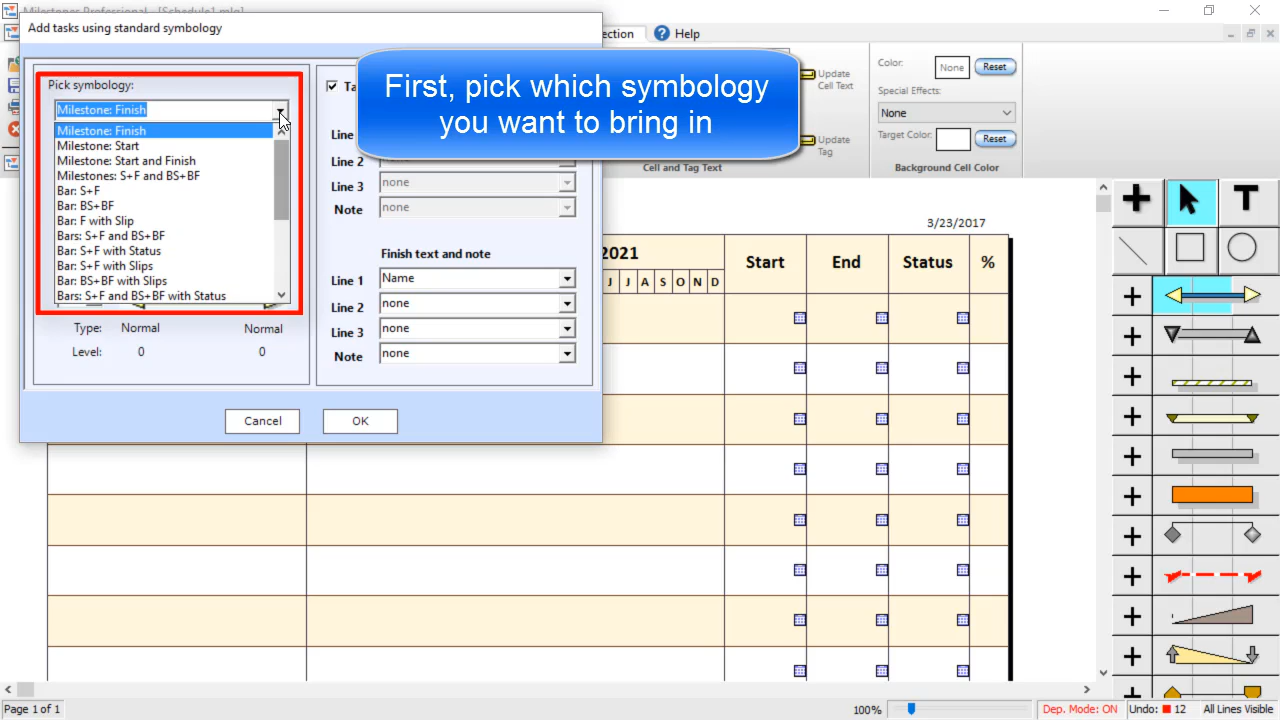 Milestones Professional - [Schedule1.mlg]
Add tasks using standard symbology
ection
Help
Pick symbology:
Milestone: Finish
Milestone: Finish
Milestone: Start
Milestone: Start and Finish
Milestones: S+F and BS+BF
Bar: S+F
Bar: BS+BF
Bar: F with Slip
Bars: S+F and BS+BF
Bar: S+F with Status
Bar: S+F with Slips
Bar: BS+BF with Slips
Bars: S+F and BS+BF with Status
Type: Normal Normal
Level: 0 0
First, pick which symbology
you want to bring in
Ta
Line
Line 2
Line 3 none
Note none
Finish text and note
Line 1 Name
Line 2 none
Line 3 none
Note none
Cancel OK
Update
Cell Text
Update
Tag
Cell and Tag Text
Color: None Reset
Special Effects:
None
Target Color: Reset
Background Cell Color
3/23/2017
2021 Start End Status %
J J A S O N D
T
Page 1 of 1 100% Dep. Mode: ON Undo: 12 All Lines Visible